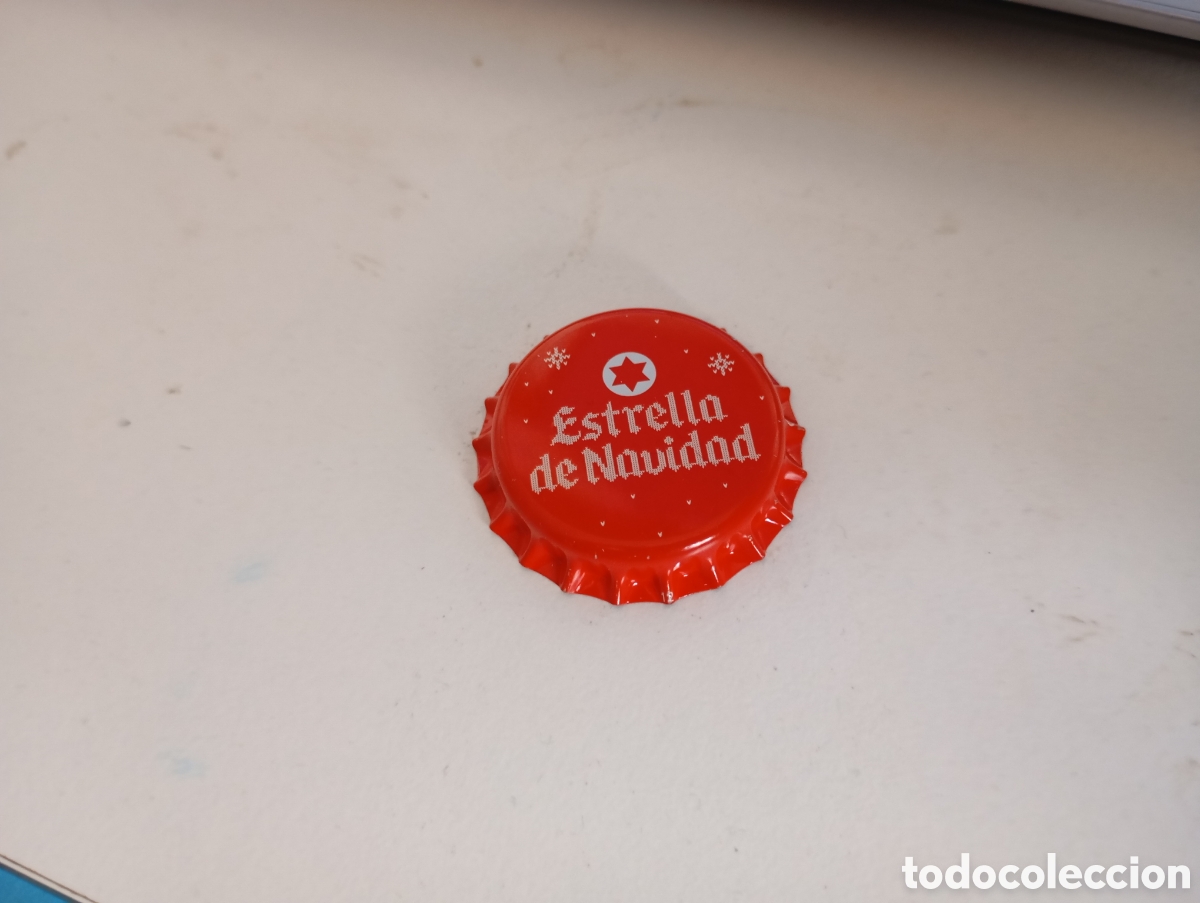 Estrella
de Navidad
todocoleccion